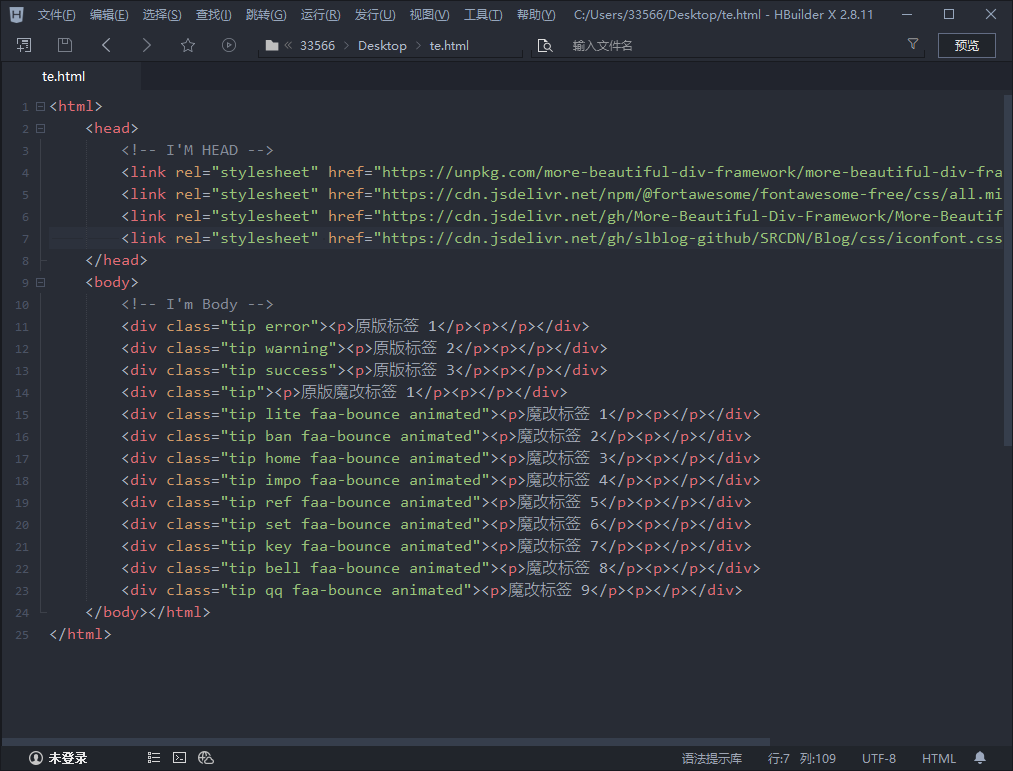 H 文件(F) 编辑(E) 选择(S) 查找(I) 跳转(G) 运行(R) 发行(U) 视图(V) 工具(T) 帮助(Y) C:/Users/33566/Desktop/te.html - HBuilder X 2.8.11
33566 Desktop te.html 输入文件名 预览
te.html
1 <html>
2 <head>
3 <!-- I'M HEAD -->
4 <link rel="stylesheet" href="https://unpkg.com/more-beautiful-div-framework/more-beautiful-div-fra
5 <link rel="stylesheet" href="https://cdn.jsdelivr.net/npm/@fortawesome/fontawesome-free/css/all.mi
6 <link rel="stylesheet" href="https://cdn.jsdelivr.net/gh/More-Beautiful-Div-Framework/More-Beautif
7 <link rel="stylesheet" href="https://cdn.jsdelivr.net/gh/slblog-github/SRCDN/Blog/css/iconfont.css
8 </head>
9 <body>
10 <!-- I'm Body -->
11 <div class="tip error"><p>原版标签 1</p><p></p></div>
12 <div class="tip warning"><p>原版标签 2</p><p></p></div>
13 <div class="tip success"><p>原版标签 3</p><p></p></div>
14 <div class="tip"><p>原版魔改标签 1</p><p></p></div>
15 <div class="tip lite faa-bounce animated"><p>魔改标签 1</p><p></p></div>
16 <div class="tip ban faa-bounce animated"><p>魔改标签 2</p><p></p></div>
17 <div class="tip home faa-bounce animated"><p>魔改标签 3</p><p></p></div>
18 <div class="tip impo faa-bounce animated"><p>魔改标签 4</p><p></p></div>
19 <div class="tip ref faa-bounce animated"><p>魔改标签 5</p><p></p></div>
20 <div class="tip set faa-bounce animated"><p>魔改标签 6</p><p></p></div>
21 <div class="tip key faa-bounce animated"><p>魔改标签 7</p><p></p></div>
22 <div class="tip bell faa-bounce animated"><p>魔改标签 8</p><p></p></div>
23 <div class="tip qq faa-bounce animated"><p>魔改标签 9</p><p></p></div>
24 </body></html>
25 </html>
未登录 语法提示库 行:7 列:109 UTF-8 HTML